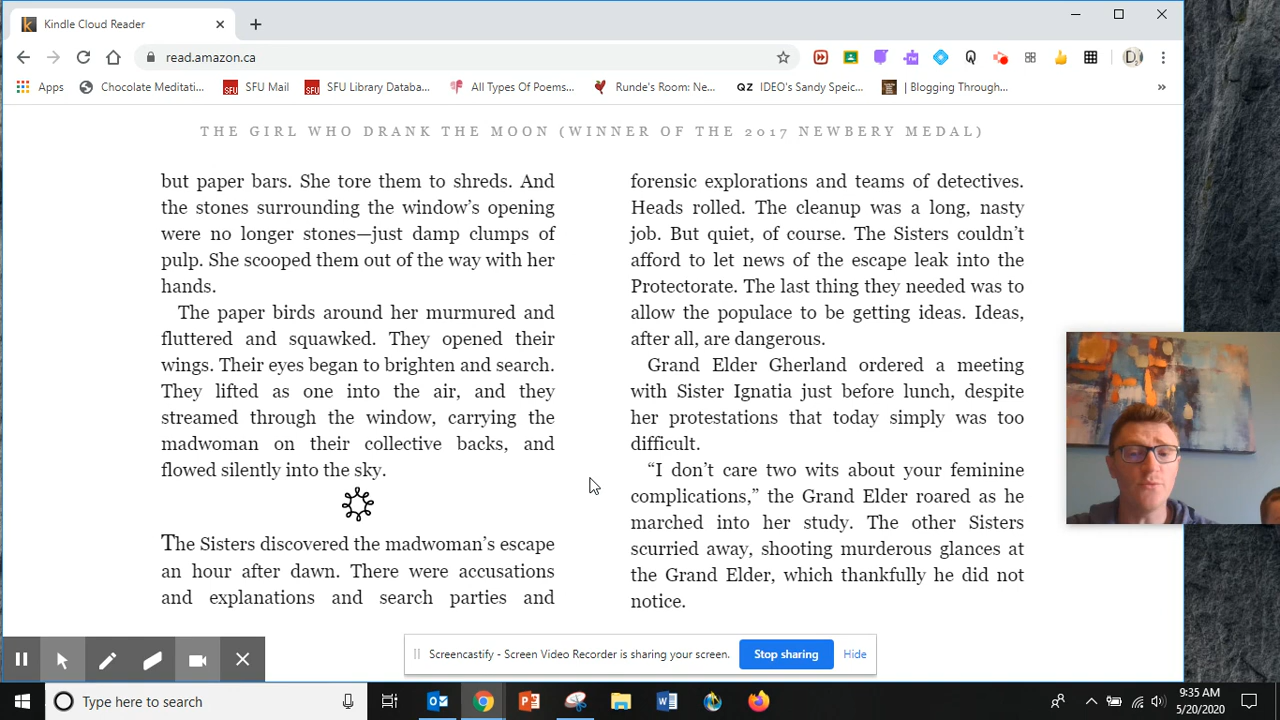 Kindle Cloud Reader
read.amazon.ca
Apps
Chocolate Meditati...
SFU Mail
SFU Library Databa...
All Types Of Poems...
Runde's Room: Ne...
QZ IDEO's Sandy Speic...
| Blogging Through...
»
THE GIRL WHO DRANK THE MOON (WINNER OF THE 2017 NEWBERY MEDAL)
but paper bars. She tore them to shreds. And
the stones surrounding the window's opening
were no longer stones—just damp clumps of
pulp. She scooped them out of the way with her
hands.
The paper birds around her murmured and
fluttered and squawked. They opened their
wings. Their eyes began to brighten and search.
They lifted as one into the air, and they
streamed through the window, carrying the
madwoman on their collective backs, and
flowed silently into the sky.
The Sisters discovered the madwoman's escape
an hour after dawn. There were accusations
and explanations and search parties and
forensic explorations and teams of detectives.
Heads rolled. The cleanup was a long, nasty
job. But quiet, of course. The Sisters couldn't
afford to let news of the escape leak into the
Protectorate. The last thing they needed was to
allow the populace to be getting ideas. Ideas,
after all, are dangerous.
Grand Elder Gherland ordered a meeting
with Sister Ignatia just before lunch, despite
her protestations that today simply was too
difficult.
“I don't care two wits about your feminine
complications,” the Grand Elder roared as he
marched into her study. The other Sisters
scurried away, shooting murderous glances at
the Grand Elder, which thankfully he did not
notice.
Screencastify - Screen Video Recorder is sharing your screen.
Stop sharing
Hide
Type here to search
9:35 AM
5/20/2020